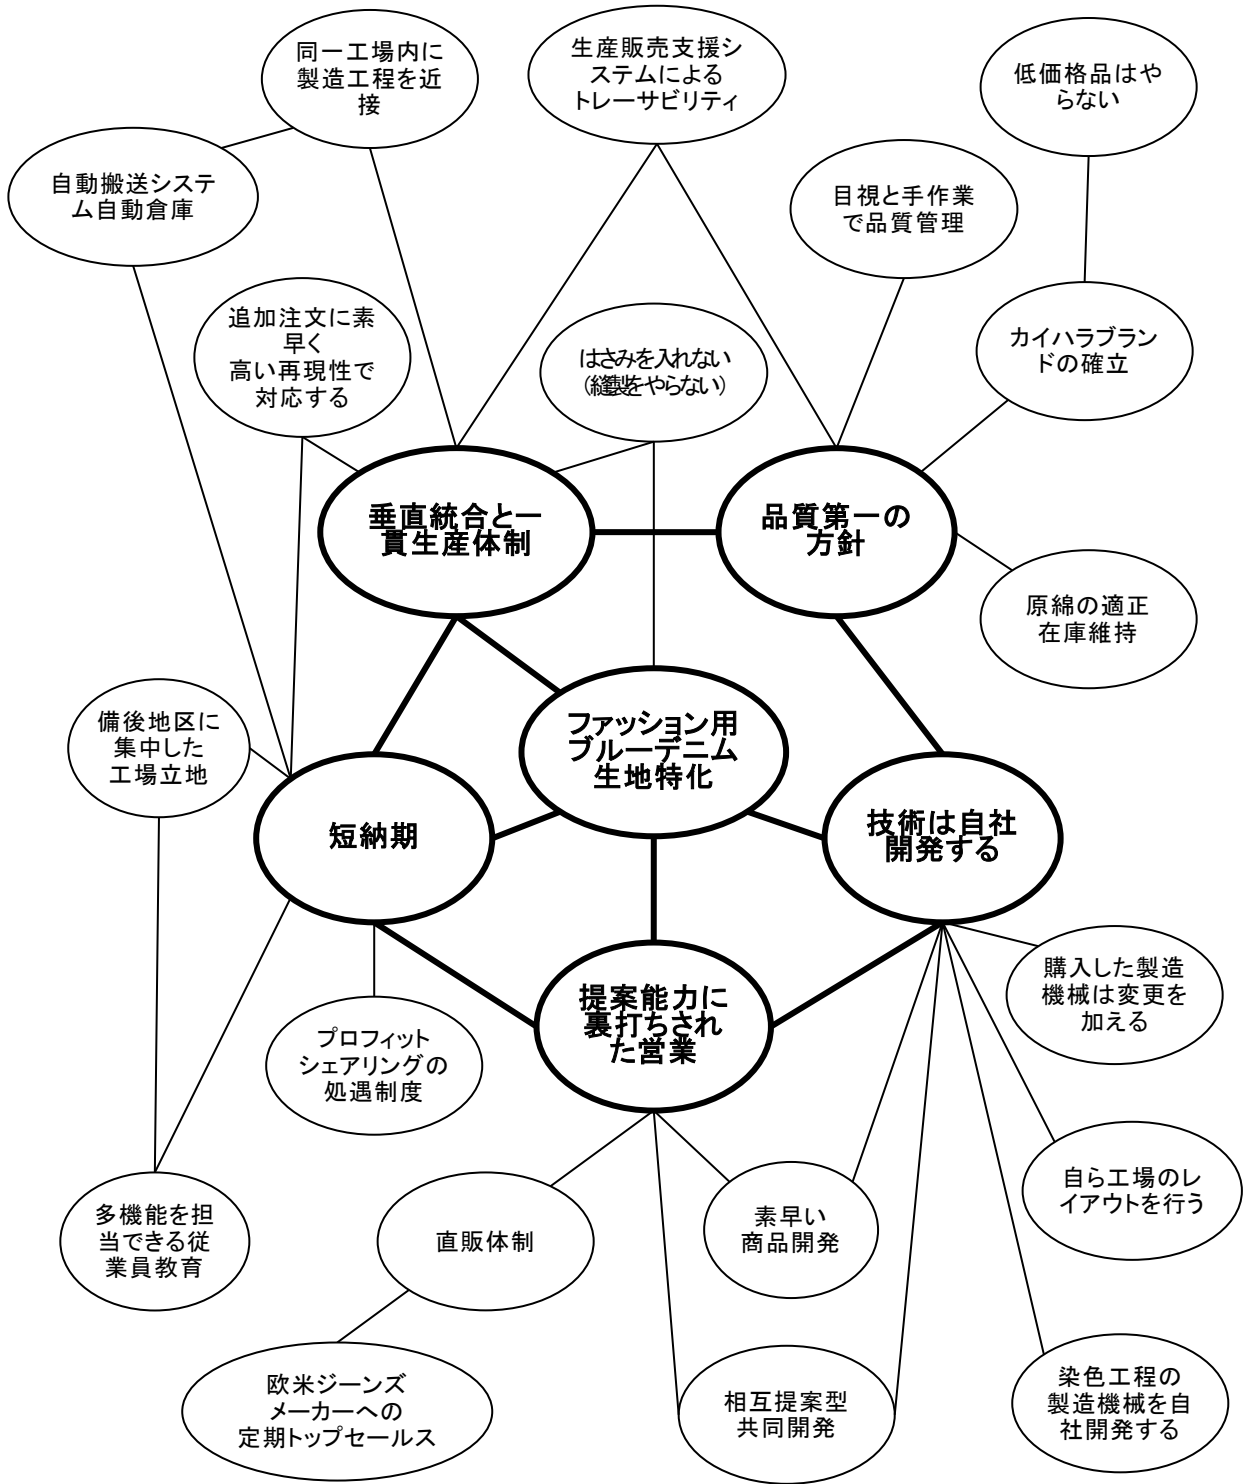 同一工場内に
製造工程を近
接
生産販売支援シ
ステムによる
トレーサビリティ
低価格品はや
らない
自動搬送システ
ム自動倉庫
目視と手作業
で品質管理
追加注文に素
早く
高い再現性で
対応する
はさみを入れない
(縫製をやらない)
カイハラブラン
ドの確立
垂直統合と一
貫生産体制
品質第一の
方針
原綿の適正
在庫維持
備後地区に
集中した
工場立地
ファッション用
ブルーデニム
生地特化
短納期
技術は自社
開発する
提案能力に
裏打ちされ
た営業
購入した製造
機械は変更を
加える
プロフィット
シェアリングの
処遇制度
自ら工場のレ
イアウトを行う
多機能を担
当できる従
業員教育
直販体制
素早い
商品開発
欧米ジーンズ
メーカーへの
定期トップセールス
相互提案型
共同開発
染色工程の
製造機械を自
社開発する